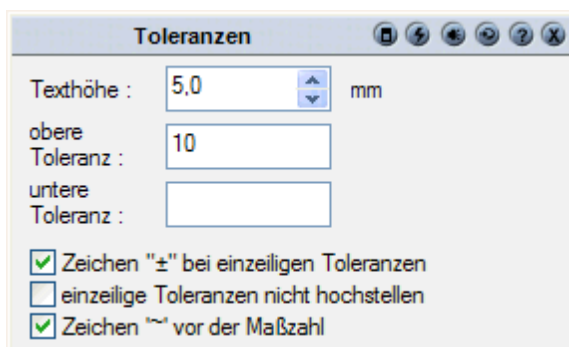 Toleranzen
Texthöhe : 5,0 mm
obere
Toleranz : 10
untere
Toleranz :
Zeichen "±" bei einzeiligen Toleranzen
einzeilige Toleranzen nicht hochstellen
Zeichen "~" vor der Maßzahl